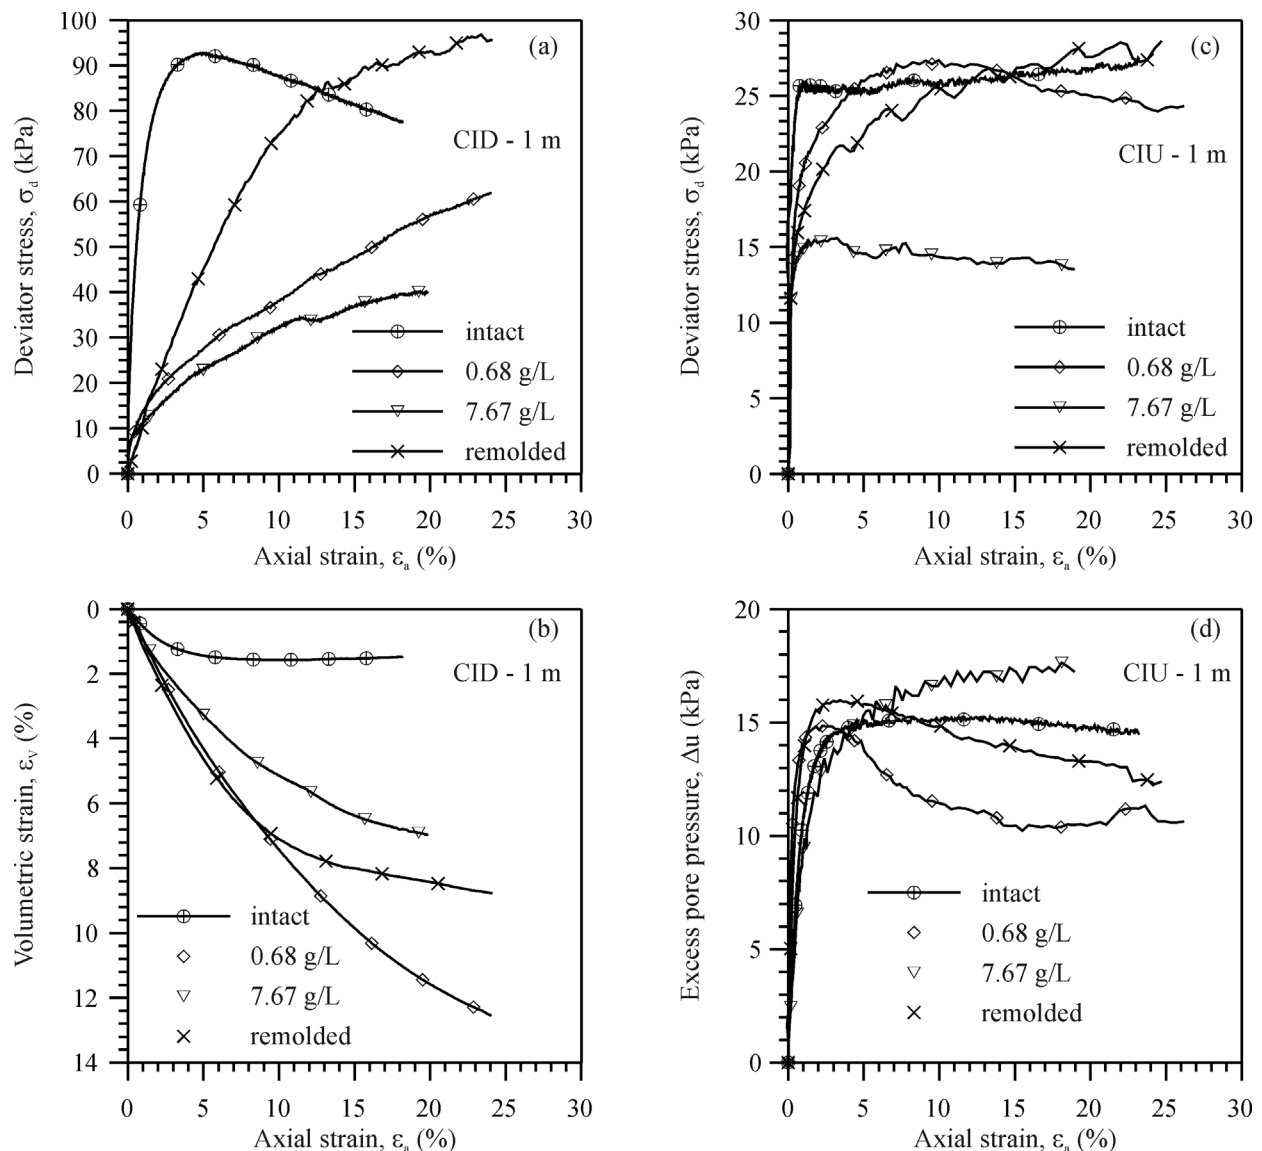 100
90
80
70
60
50
40
30
20
10
0
0 5 10 15 20 25 30
Deviator stress, σd (kPa)
Axial strain, εa (%)
(a)
CID - 1 m
intact
0.68 g/L
7.67 g/L
remolded
30
25
20
15
10
5
0
0 5 10 15 20 25 30
Deviator stress, σd (kPa)
Axial strain, εa (%)
(c)
CIU - 1 m
intact
0.68 g/L
7.67 g/L
remolded
0
2
4
6
8
10
12
14
0 5 10 15 20 25 30
Volumetric strain, εV (%)
Axial strain, εa (%)
(b)
CID - 1 m
intact
0.68 g/L
7.67 g/L
remolded
20
15
10
5
0
0 5 10 15 20 25 30
Excess pore pressure, Δu (kPa)
Axial strain, εa (%)
(d)
CIU - 1 m
intact
0.68 g/L
7.67 g/L
remolded